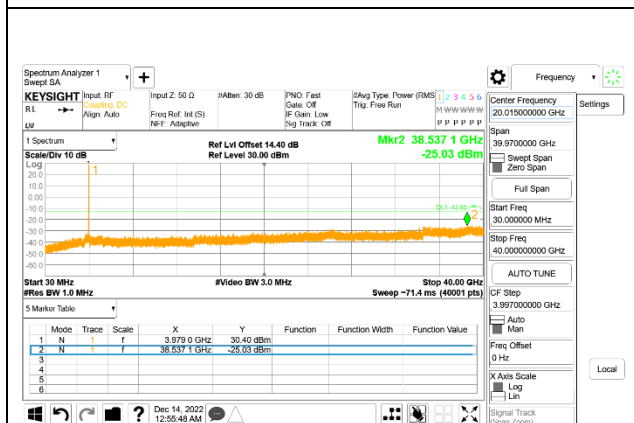 Spectrum Analyzer 1
Swept SA
+
Frequency
KEYSIGHT
RL
Input: RF
Coupling: DC
Align: Auto
Input Z: 50 Ω
Freq Ref: Int (S)
NFE: Adaptive
#Atten: 30 dB
PNO: Fast
Gate: Off
IF Gain: Low
Sig Track: Off
#Avg Type: Power (RMS
Trig: Free Run
1 2 3 4 5 6
M W W W W W
P P P P P P
Center Frequency
20.015000000 GHz
Settings
Span
39.9700000 GHz
Swept Span
Zero Span
Full Span
Start Freq
30.000000 MHz
Stop Freq
40.000000000 GHz
AUTO TUNE
CF Step
3.997000000 GHz
Auto
Man
Freq Offset
0 Hz
X Axis Scale
Log
Lin
Signal Track
(Span Zoom)
Local
1 Spectrum
Scale/Div 10 dB
Ref Lvl Offset 14.40 dB
Ref Level 30.00 dBm
Mkr2 38.537 1 GHz
-25.03 dBm
Log
20.0
10.0
0.00
-10.0
-20.0
-30.0
-40.0
-50.0
-60.0
1
2
Start 30 MHz
#Res BW 1.0 MHz
#Video BW 3.0 MHz
Stop 40.00 GHz
Sweep ~71.4 ms (40001 pts)
5 Marker Table
Mode Trace Scale X Y Function Function Width Function Value
1 N 1 f 3.979 0 GHz 30.40 dBm
2 N 1 f 38.537 1 GHz -25.03 dBm
3
4
5
6
?
Dec 14, 2022
12:55:48 AM